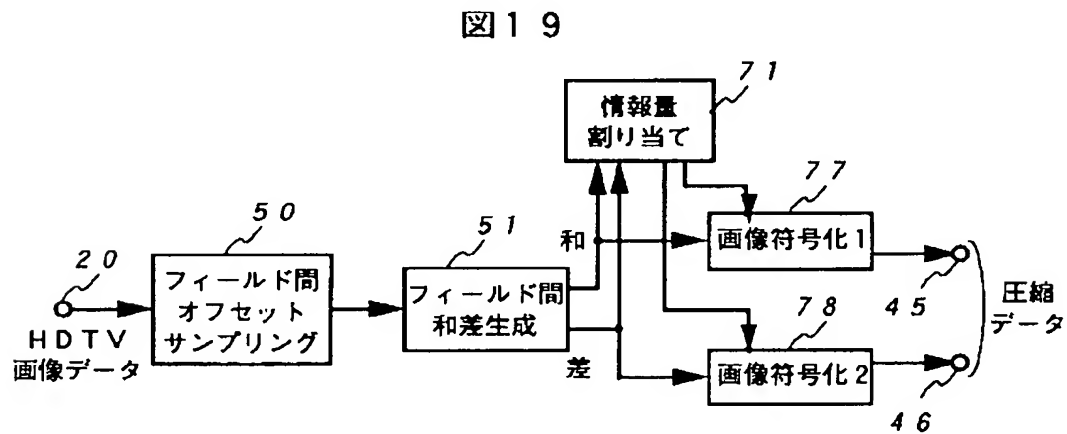 図19
71
情報量
割り当て
77
画像符号化1
50
51
和
20
フィールド間
オフセット
サンプリング
フィールド間
和差生成
HDTV
画像データ
差
45
圧縮
データ
78
画像符号化2
46